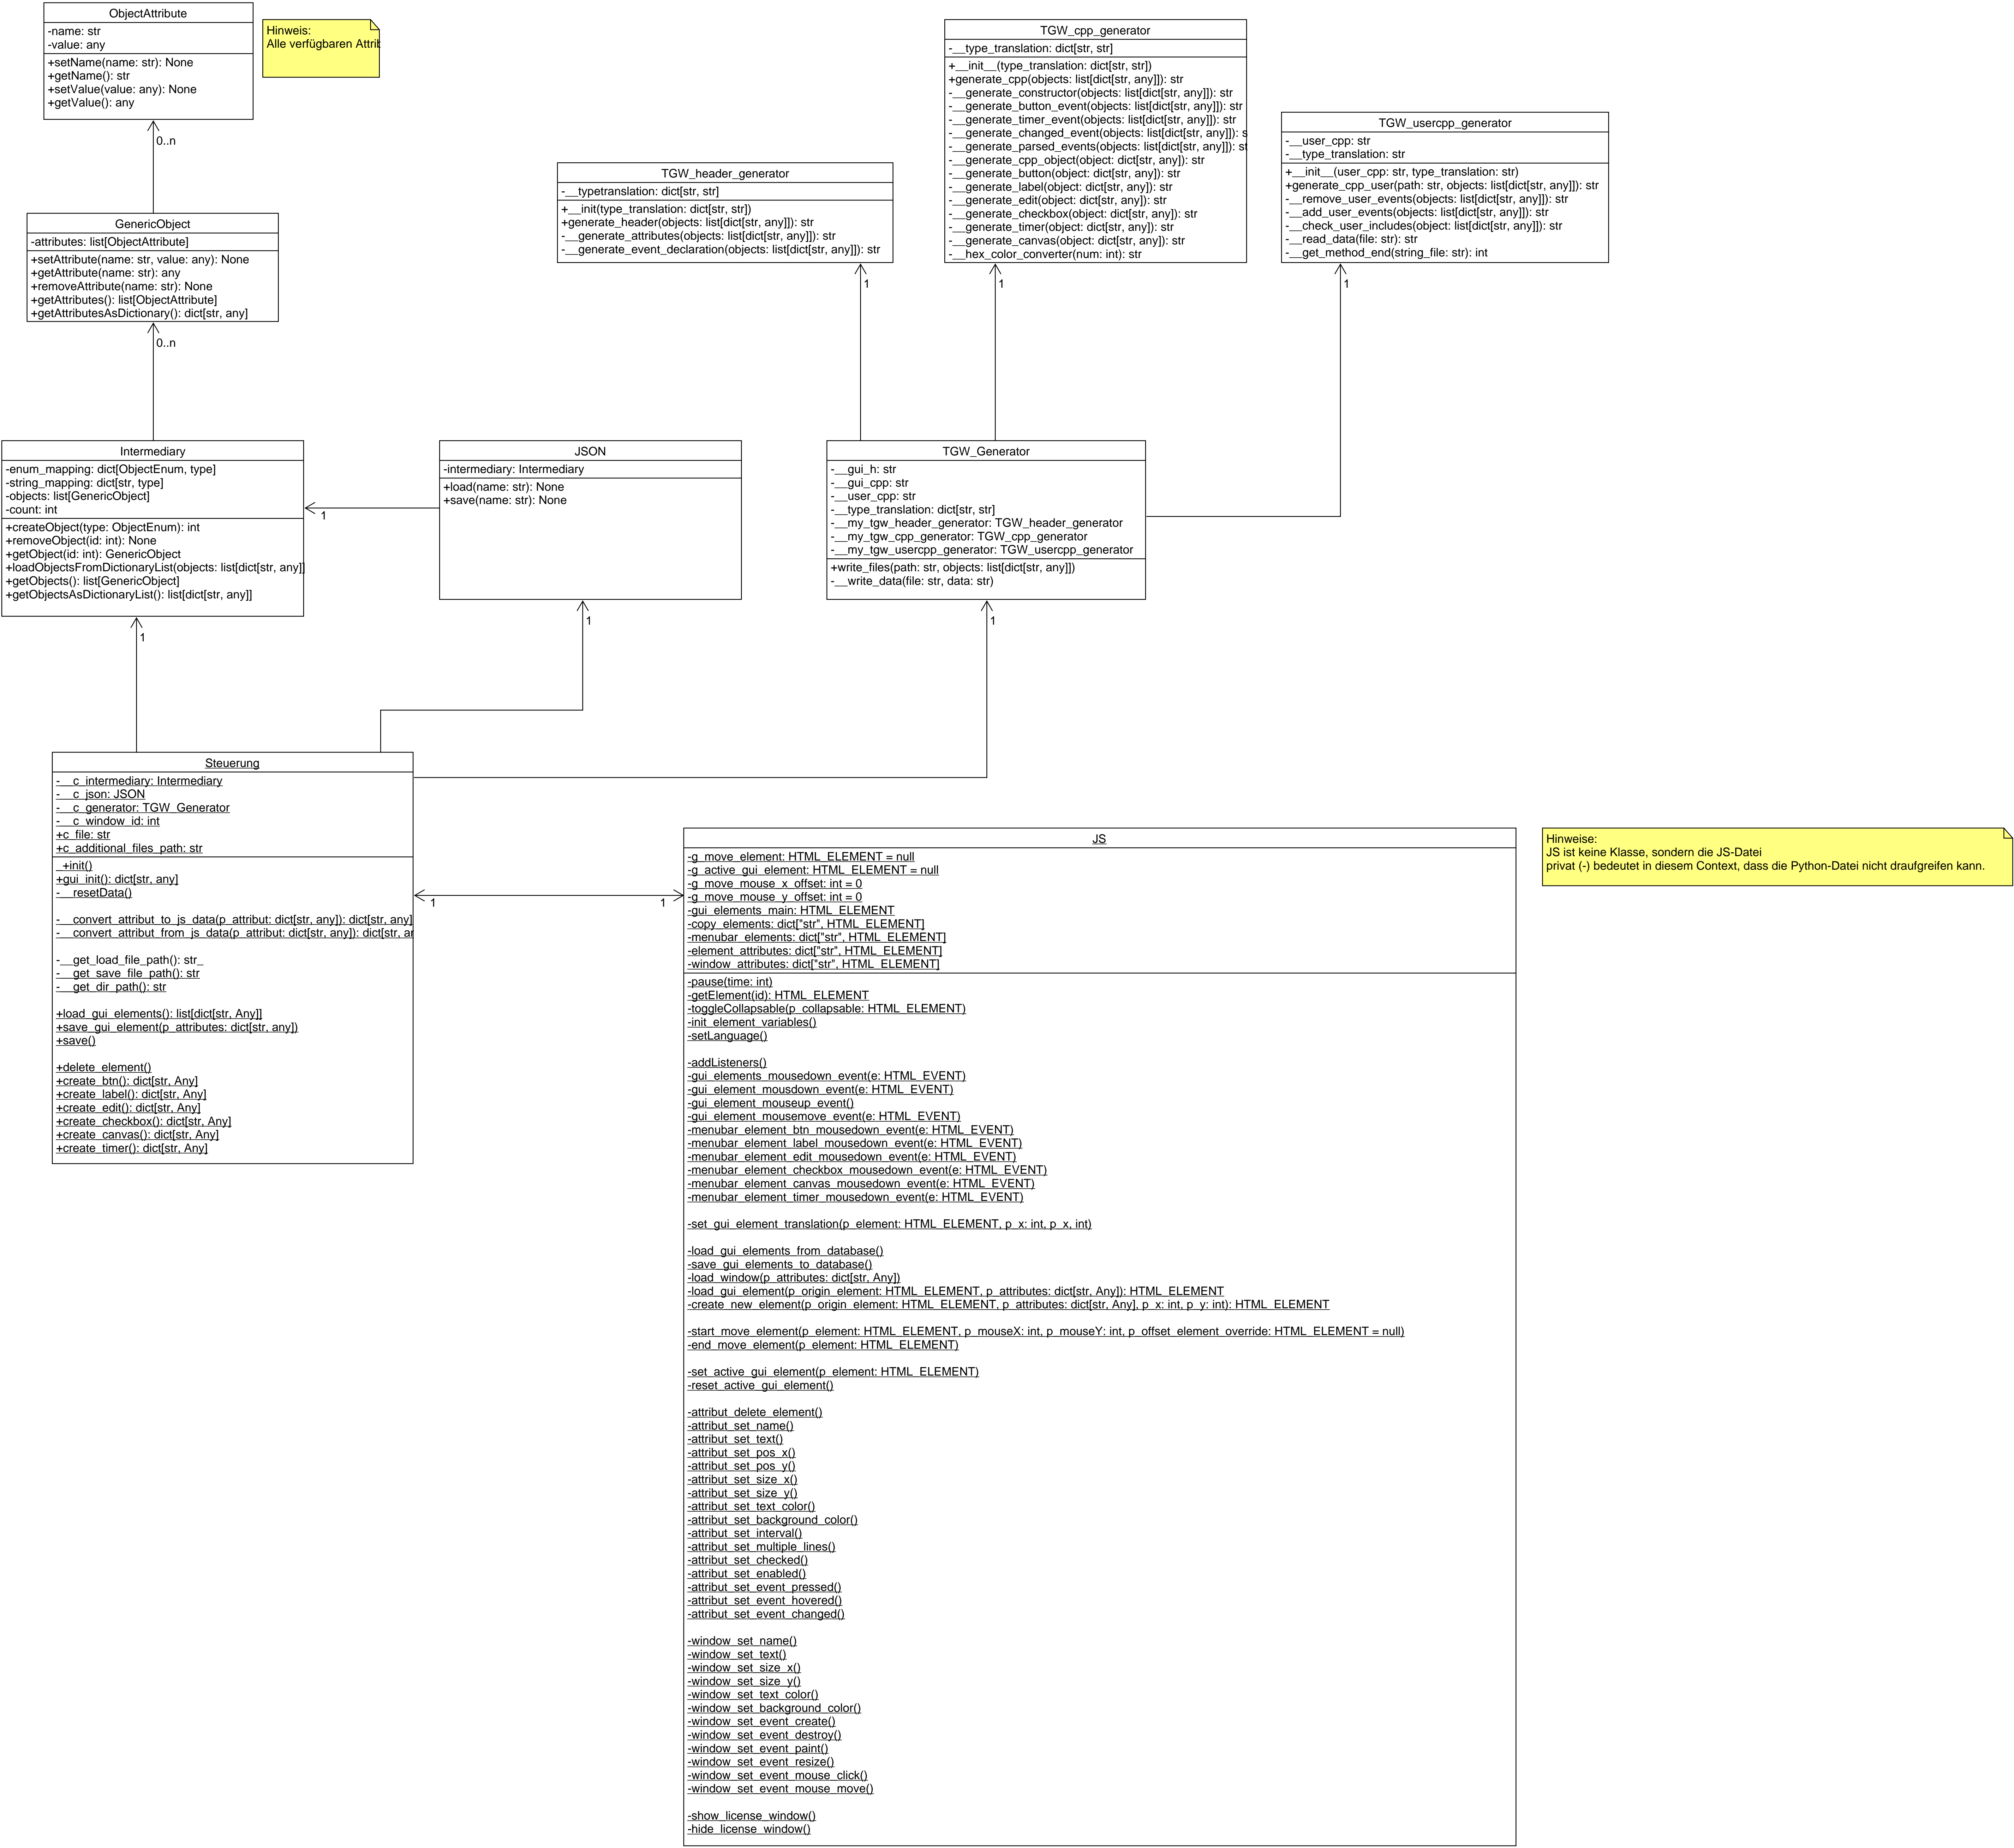 ObjectAttribute
-name: str
-value: any
+setName(name: str): None
+getName(): str
+setValue(value: any): None
+getValue(): any
Hinweis:
Alle verfügbaren Attrib
0..n
GenericObject
-attributes: list[ObjectAttribute]
+setAttribute(name: str, value: any): None
+getAttribute(name: str): any
+removeAttribute(name: str): None
+getAttributes(): list[ObjectAttribute]
+getAttributesAsDictionary(): dict[str, any]
0..n
TGW_header_generator
-__typetranslation: dict[str, str]
+__init(type_translation: dict[str, str])
+generate_header(objects: list[dict[str, any]]): str
-__generate_attributes(objects: list[dict[str, any]]): str
-__generate_event_declaration(objects: list[dict[str, any]]): str
1
TGW_cpp_generator
-__type_translation: dict[str, str]
+__init__(type_translation: dict[str, str])
+generate_cpp(objects: list[dict[str, any]]): str
-__generate_constructor(objects: list[dict[str, any]]): str
-__generate_button_event(objects: list[dict[str, any]]): str
-__generate_timer_event(objects: list[dict[str, any]]): str
-__generate_changed_event(objects: list[dict[str, any]]): s
-__generate_parsed_events(objects: list[dict[str, any]]): st
-__generate_cpp_object(object: dict[str, any]): str
-__generate_button(object: dict[str, any]): str
-__generate_label(object: dict[str, any]): str
-__generate_edit(object: dict[str, any]): str
-__generate_checkbox(object: dict[str, any]): str
-__generate_timer(object: dict[str, any]): str
-__generate_canvas(object: dict[str, any]): str
-__hex_color_converter(num: int): str
1
TGW_usercpp_generator
-__user_cpp: str
-__type_translation: str
+__init__(user_cpp: str, type_translation: str)
+generate_cpp_user(path: str, objects: list[dict[str, any]]): str
-__remove_user_events(objects: list[dict[str, any]]): str
-__add_user_events(objects: list[dict[str, any]]): str
-__check_user_includes(object: list[dict[str, any]]): str
-__read_data(file: str): str
-__get_method_end(string_file: str): int
1
Intermediary
-enum_mapping: dict[ObjectEnum, type]
-string_mapping: dict[str, type]
-objects: list[GenericObject]
-count: int
+createObject(type: ObjectEnum): int
+removeObject(id: int): None
+getObject(id: int): GenericObject
+loadObjectsFromDictionaryList(objects: list[dict[str, any]]
+getObjects(): list[GenericObject]
+getObjectsAsDictionaryList(): list[dict[str, any]]
1
1
JSON
-intermediary: Intermediary
+load(name: str): None
+save(name: str): None
1
TGW_Generator
-__gui_h: str
-__gui_cpp: str
-__user_cpp: str
-__type_translation: dict[str, str]
-__my_tgw_header_generator: TGW_header_generator
-__my_tgw_cpp_generator: TGW_cpp_generator
-__my_tgw_usercpp_generator: TGW_usercpp_generator
+write_files(path: str, objects: list[dict[str, any]])
-__write_data(file: str, data: str)
1
Steuerung
-__c_intermediary: Intermediary
-__c_json: JSON
-__c_generator: TGW_Generator
-__c_window_id: int
+c_file: str
+c_additional_files_path: str
_+init()
+gui_init(): dict[str, any]
-__resetData()
-__convert_attribut_to_js_data(p_attribut: dict[str, any]): dict[str, any]
-__convert_attribut_from_js_data(p_attribut: dict[str, any]): dict[str, an
-__get_load_file_path(): str_
-__get_save_file_path(): str
-__get_dir_path(): str
+load_gui_elements(): list[dict[str, Any]]
+save_gui_element(p_attributes: dict[str, any])
+save()
+delete_element()
+create_btn(): dict[str, Any]
+create_label(): dict[str, Any]
+create_edit(): dict[str, Any]
+create_checkbox(): dict[str, Any]
+create_canvas(): dict[str, Any]
+create_timer(): dict[str, Any]
1
1
JS
-g_move_element: HTML_ELEMENT = null
-g_active_gui_element: HTML_ELEMENT = null
-g_move_mouse_x_offset: int = 0
-g_move_mouse_y_offset: int = 0
-gui_elements_main: HTML_ELEMENT
-copy_elements: dict["str", HTML_ELEMENT]
-menubar_elements: dict["str", HTML_ELEMENT]
-element_attributes: dict["str", HTML_ELEMENT]
-window_attributes: dict["str", HTML_ELEMENT]
-pause(time: int)
-getElement(id): HTML_ELEMENT
-toggleCollapsable(p_collapsable: HTML_ELEMENT)
-init_element_variables()
-setLanguage()
-addListeners()
-gui_elements_mousedown_event(e: HTML_EVENT)
-gui_element_mousdown_event(e: HTML_EVENT)
-gui_element_mouseup_event()
-gui_element_mousemove_event(e: HTML_EVENT)
-menubar_element_btn_mousedown_event(e: HTML_EVENT)
-menubar_element_label_mousedown_event(e: HTML_EVENT)
-menubar_element_edit_mousedown_event(e: HTML_EVENT)
-menubar_element_checkbox_mousedown_event(e: HTML_EVENT)
-menubar_element_canvas_mousedown_event(e: HTML_EVENT)
-menubar_element_timer_mousedown_event(e: HTML_EVENT)
-set_gui_element_translation(p_element: HTML_ELEMENT, p_x: int, p_x, int)
-load_gui_elements_from_database()
-save_gui_elements_to_database()
-load_window(p_attributes: dict[str, Any])
-load_gui_element(p_origin_element: HTML_ELEMENT, p_attributes: dict[str, Any]): HTML_ELEMENT
-create_new_element(p_origin_element: HTML_ELEMENT, p_attributes: dict[str, Any], p_x: int, p_y: int): HTML_ELEMENT
-start_move_element(p_element: HTML_ELEMENT, p_mouseX: int, p_mouseY: int, p_offset_element_override: HTML_ELEMENT = null)
-end_move_element(p_element: HTML_ELEMENT)
-set_active_gui_element(p_element: HTML_ELEMENT)
-reset_active_gui_element()
-attribut_delete_element()
-attribut_set_name()
-attribut_set_text()
-attribut_set_pos_x()
-attribut_set_pos_y()
-attribut_set_size_x()
-attribut_set_size_y()
-attribut_set_text_color()
-attribut_set_background_color()
-attribut_set_interval()
-attribut_set_multiple_lines()
-attribut_set_checked()
-attribut_set_enabled()
-attribut_set_event_pressed()
-attribut_set_event_hovered()
-attribut_set_event_changed()
-window_set_name()
-window_set_text()
-window_set_size_x()
-window_set_size_y()
-window_set_text_color()
-window_set_background_color()
-window_set_event_create()
-window_set_event_destroy()
-window_set_event_paint()
-window_set_event_resize()
-window_set_event_mouse_click()
-window_set_event_mouse_move()
-show_license_window()
-hide_license_window()
Hinweise:
JS ist keine Klasse, sondern die JS-Datei
privat (-) bedeutet in diesem Context, dass die Python-Datei nicht draufgreifen kann.